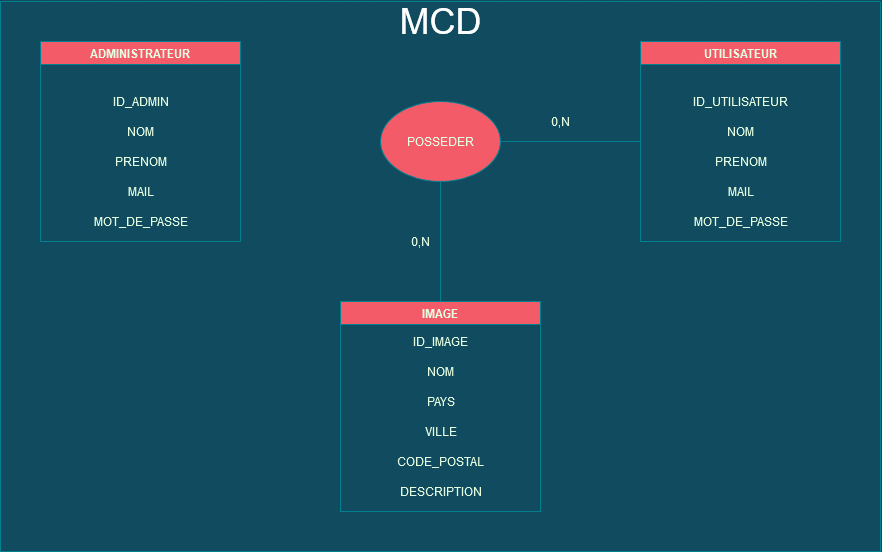 MCD
ADMINISTRATEUR
ID_ADMIN
NOM
PRENOM
MAIL
MOT_DE_PASSE
POSSEDER
0,N
0,N
UTILISATEUR
ID_UTILISATEUR
NOM
PRENOM
MAIL
MOT_DE_PASSE
IMAGE
ID_IMAGE
NOM
PAYS
VILLE
CODE_POSTAL
DESCRIPTION